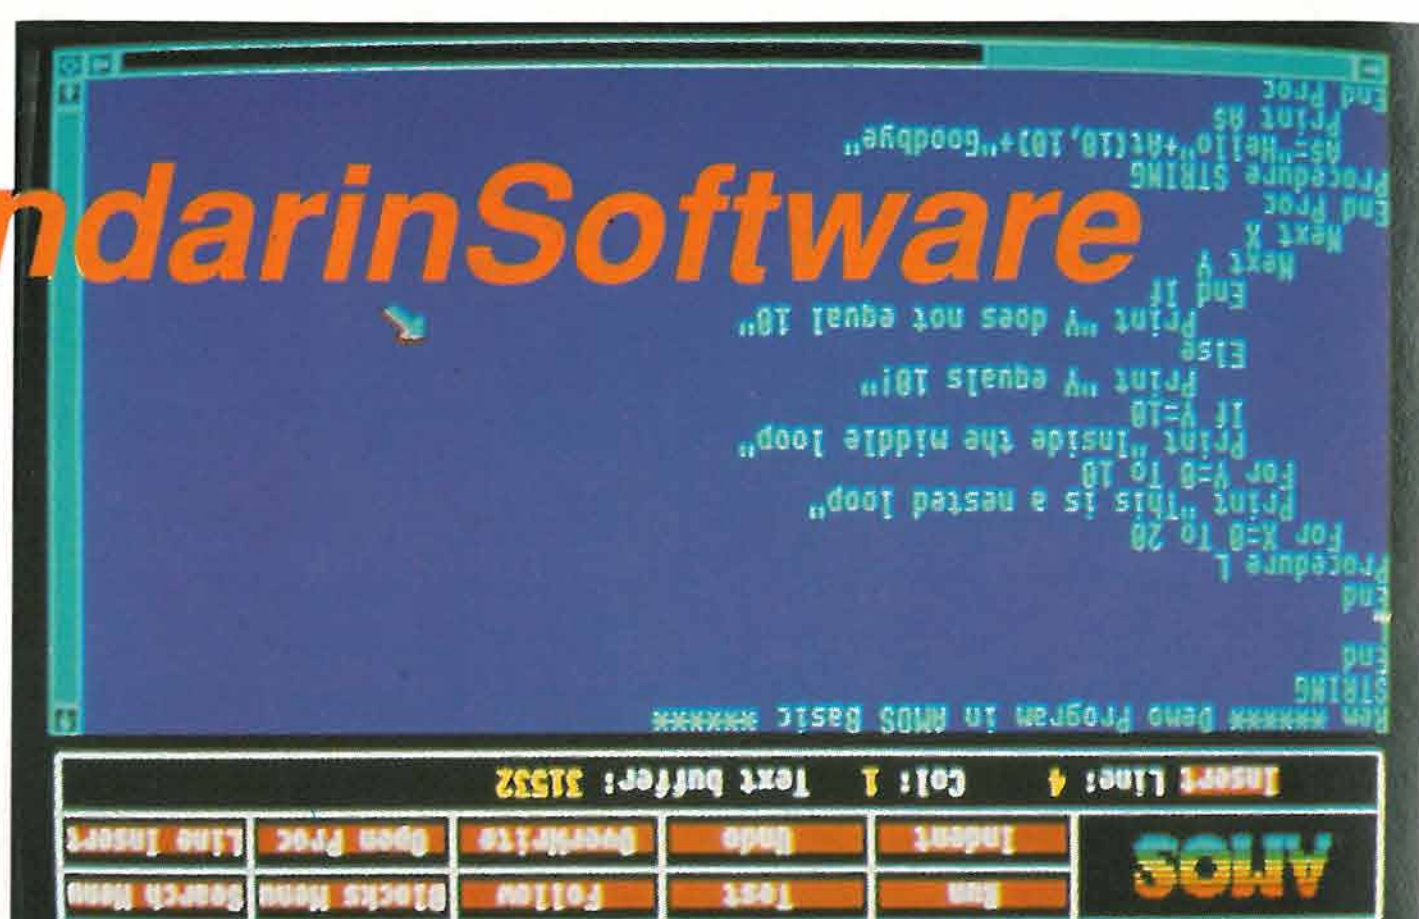 ndarinSoftware
AMOS
Run Test Follow Blocks Menu Search Menu
Indent Undo OverWrite Open Proc Line Insert
Insert Line: 4 Col: 1 Text buffer: 31532
Rem ****** Demo Program in AMOS Basic ******
STRING
End
End
Procedure L
For X=0 To 20
Print "This is a nested loop"
For Y=0 To 10
Print "Inside the middle loop"
If Y=10
Print "Y equals 10!"
Else
Print "Y does not equal 10"
End If
Next Y
Next X
End Proc
Procedure STRING
A$="Hello"+At(10,10)+"Goodbye"
Print A$
End Proc